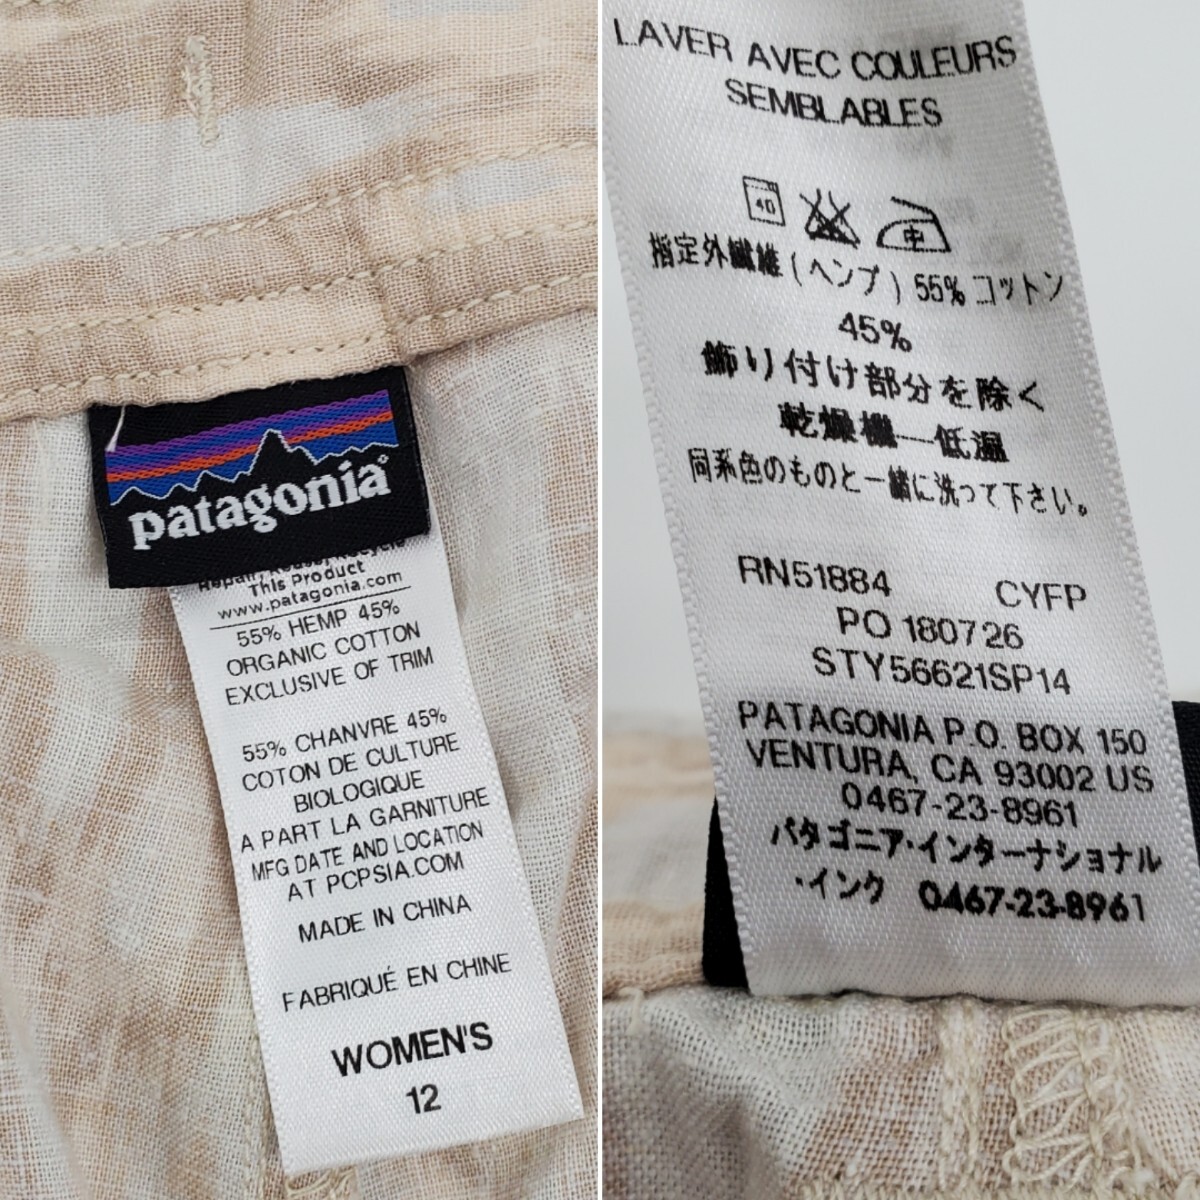 patagonia®
Repair, Reuse, Recycle
This Product
www.patagonia.com
55% HEMP 45%
ORGANIC COTTON
EXCLUSIVE OF TRIM
55% CHANVRE 45%
COTON DE CULTURE
BIOLOGIQUE
A PART LA GARNITURE
MFG DATE AND LOCATION
AT PCPSIA.COM
MADE IN CHINA
FABRIQUÉ EN CHINE
WOMEN'S
12
LAVER AVEC COULEURS
SEMBLABLES
40 中
指定外繊維(ヘンプ)55%コットン
45%
飾り付け部分を除く
乾燥機―低温
同系色のものと一緒に洗って下さい。
RN51884 CYFP
PO 180726
STY56621SP14
PATAGONIA P.O. BOX 150
VENTURA, CA 93002 US
0467-23-8961
パタゴニア・インターナショナル
・インク 0467-23-8961